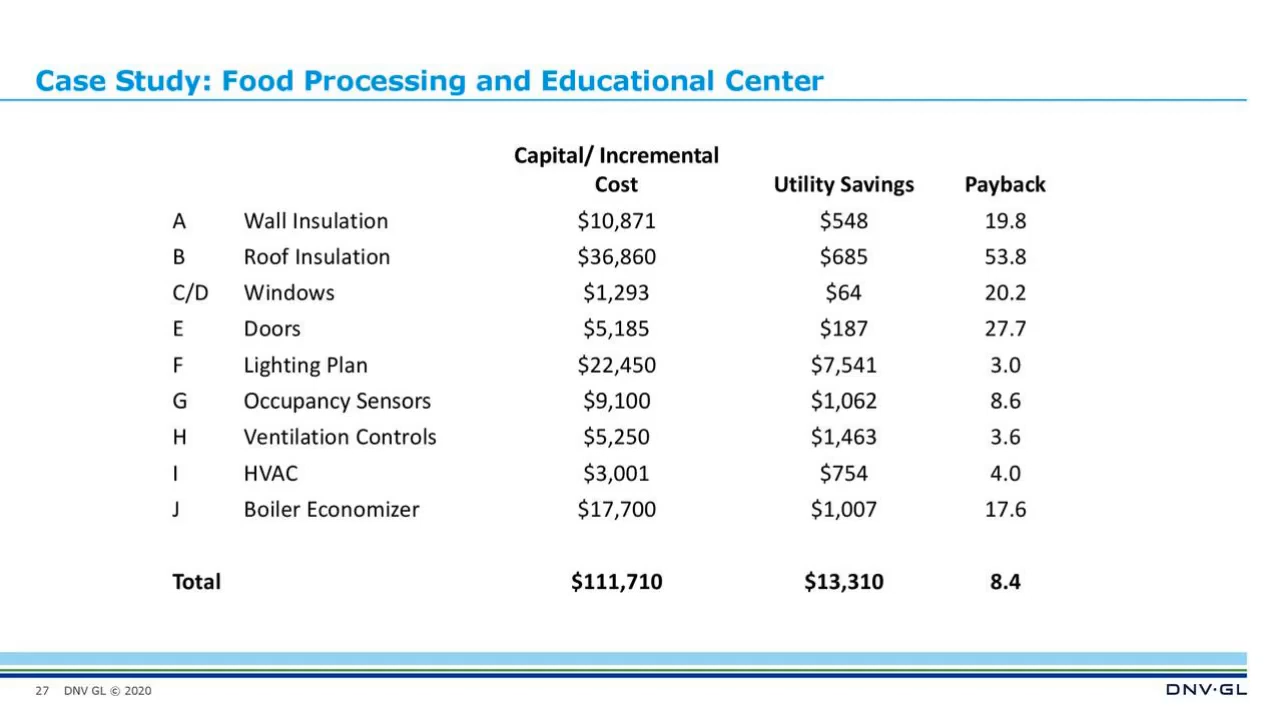 Case Study: Food Processing and Educational Center
Capital/ Incremental
Cost Utility Savings Payback
A Wall Insulation $10,871 $548 19.8
B Roof Insulation $36,860 $685 53.8
C/D Windows $1,293 $64 20.2
E Doors $5,185 $187 27.7
F Lighting Plan $22,450 $7,541 3.0
G Occupancy Sensors $9,100 $1,062 8.6
H Ventilation Controls $5,250 $1,463 3.6
I HVAC $3,001 $754 4.0
J Boiler Economizer $17,700 $1,007 17.6
Total $111,710 $13,310 8.4
27 DNV GL © 2020 DNV·GL